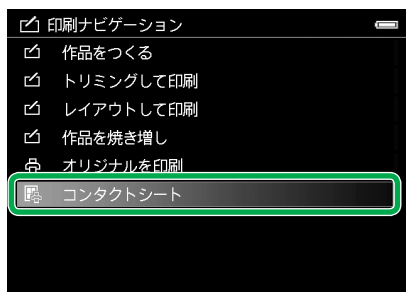 印刷ナビゲーション
作品をつくる
トリミングして印刷
レイアウトして印刷
作品を焼き増し
オリジナルを印刷
コンタクトシート